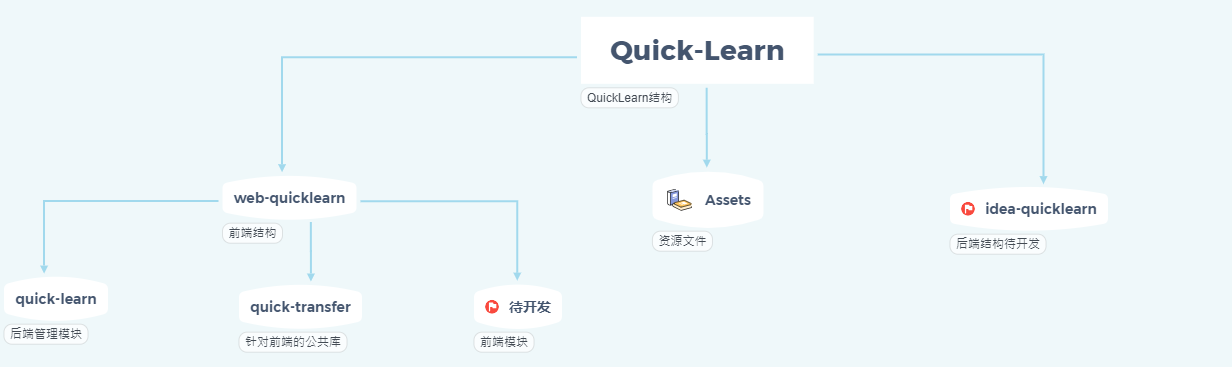 Quick-Learn
QuickLearn结构
web-quicklearn
前端结构
Assets
资源文件
idea-quicklearn
后端结构待开发
quick-learn
后端管理模块
quick-transfer
针对前端的公共库
待开发
前端模块